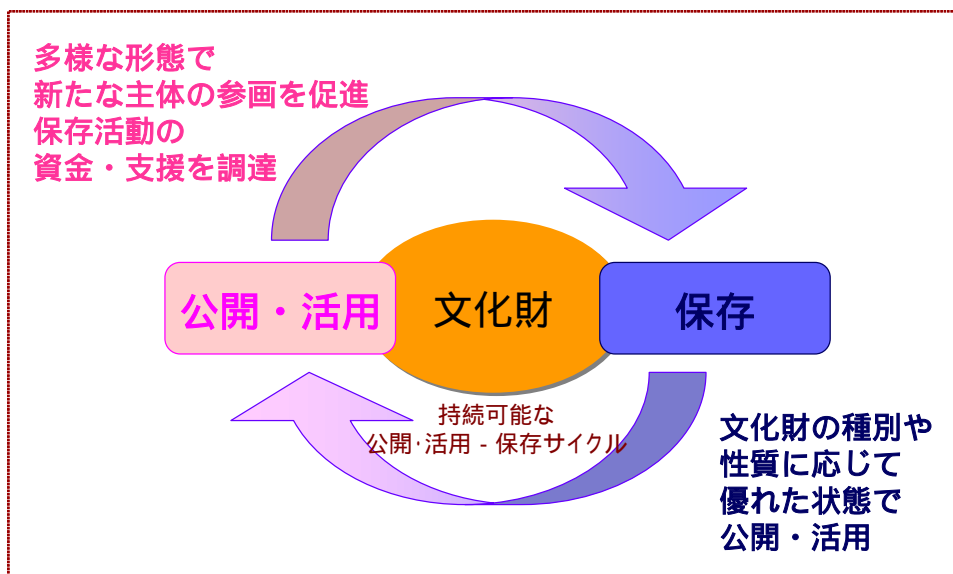 多様な形態で
新たな主体の参画を促進
保存活動の
資金・支援を調達
公開・活用
文化財
保存
持続可能な
公開・活用 - 保存サイクル
文化財の種別や
性質に応じて
優れた状態で
公開・活用